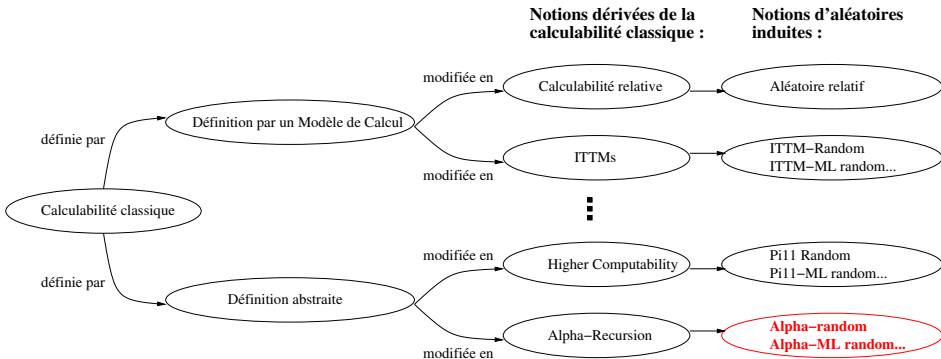 Notions dérivées de la
calculabilité classique :
Notions d'aléatoires
induites :
modifiée en
Calculabilité relative
Aléatoire relatif
définie par
Définition par un Modèle de Calcul
modifiée en
ITTMs
ITTM−Random
ITTM−ML random...
Calculabilité classique
définie par
Définition abstraite
modifiée en
Higher Computability
Pi11 Random
Pi11−ML random...
modifiée en
Alpha−Recursion
Alpha−random
Alpha−ML random...